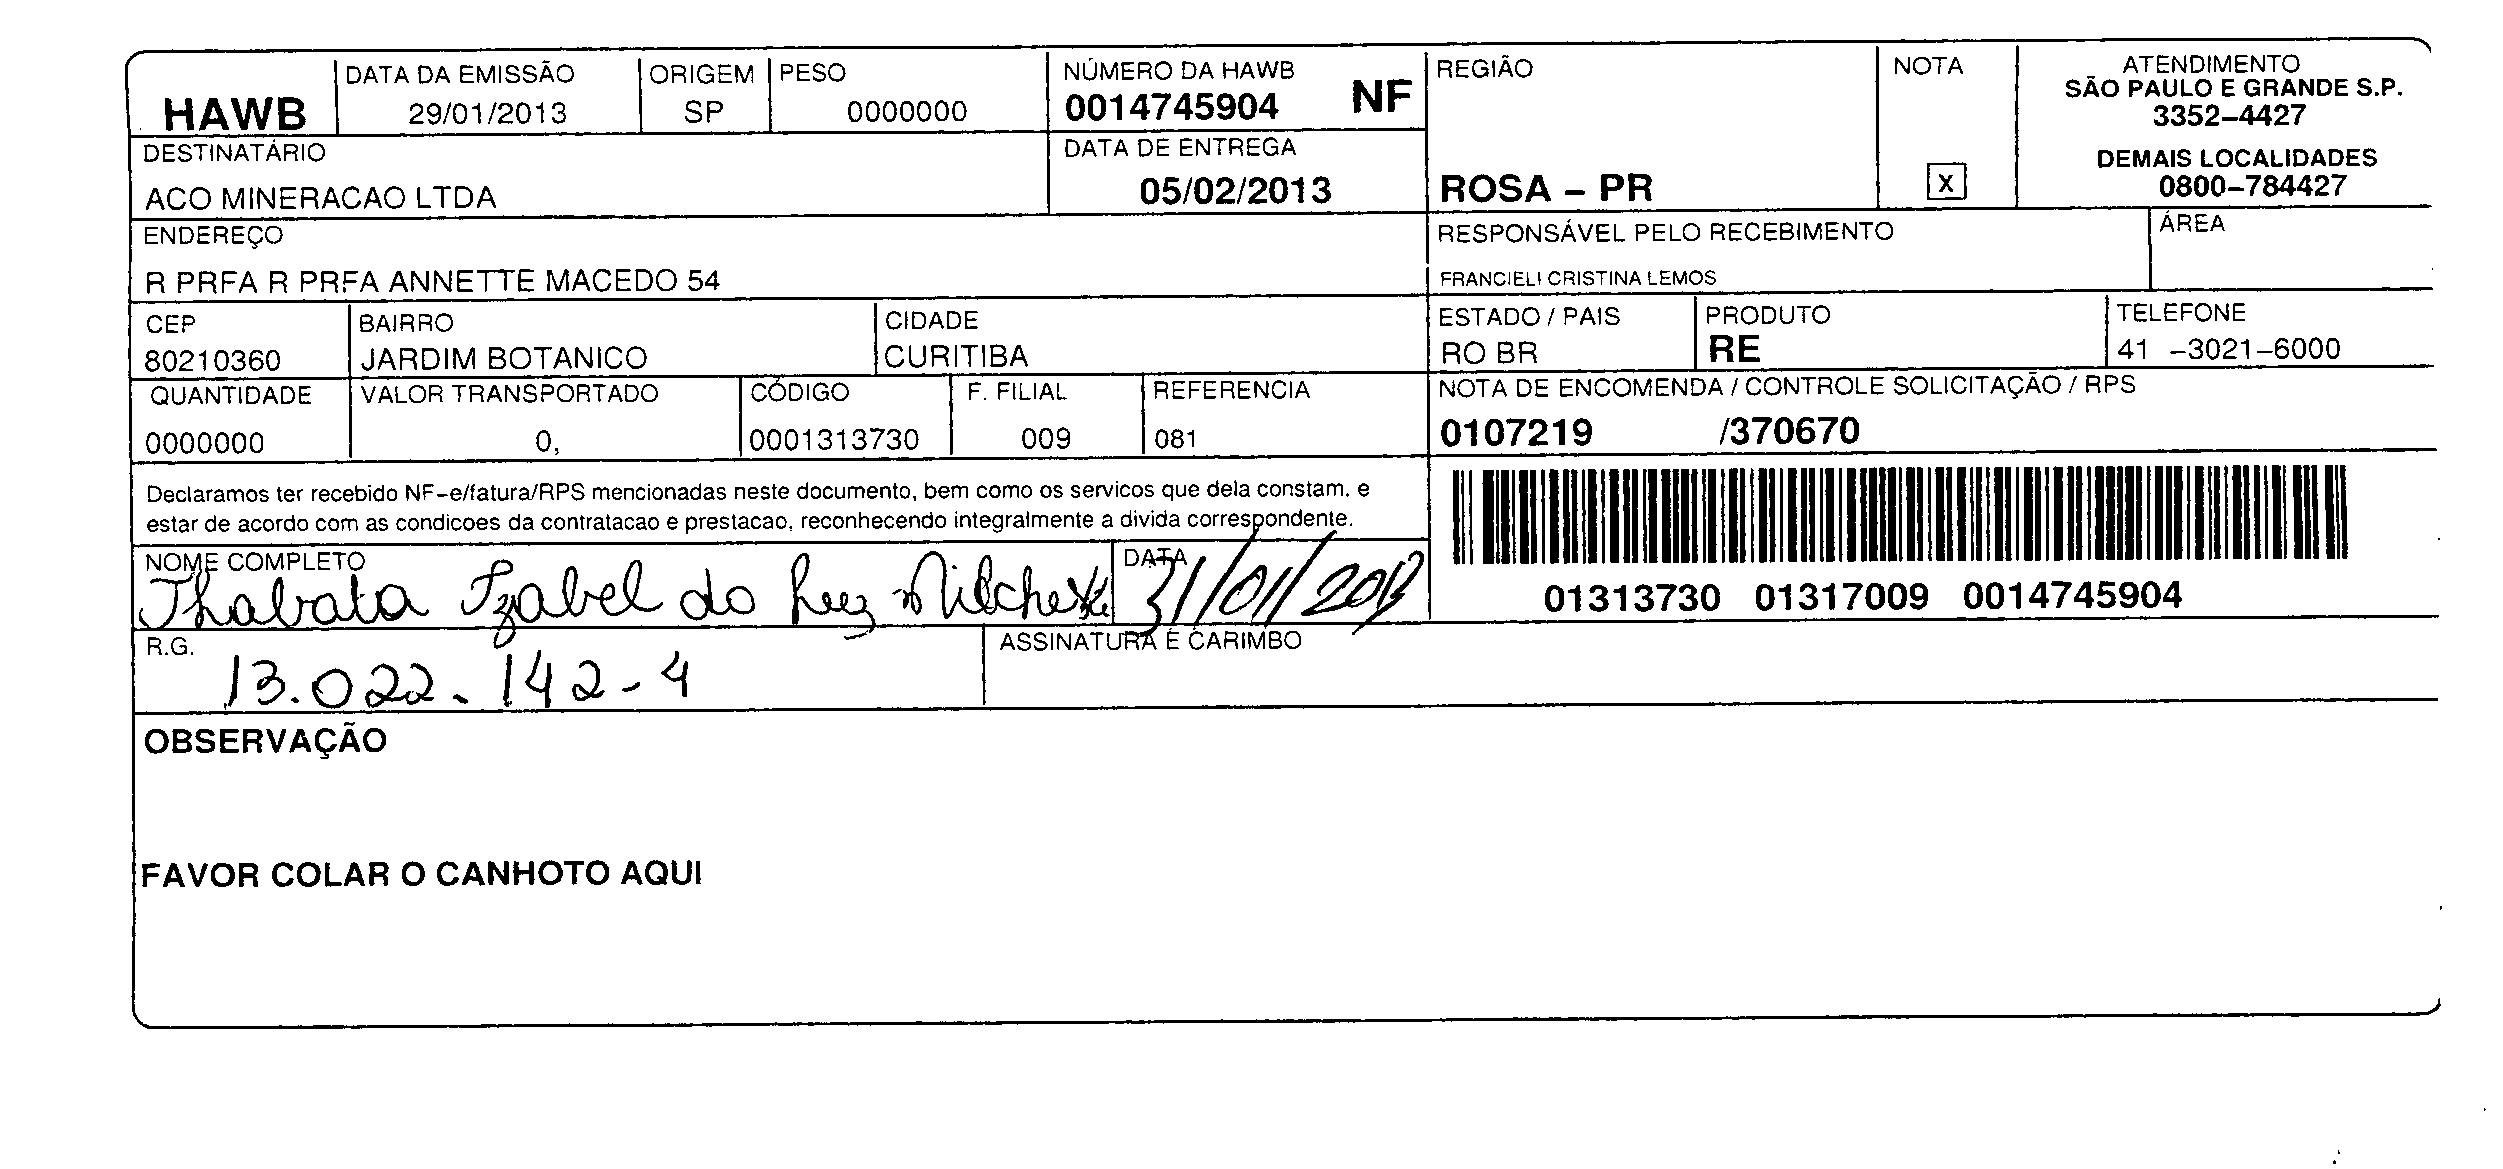 HAWB
DATA DA EMISSÃO
29/01/2013
ORIGEM
SP
PESO
0000000
NÚMERO DA HAWB
0014745904 NF
REGIÃO
ROSA – PR
NOTA
X
ATENDIMENTO
SÃO PAULO E GRANDE S.P.
3352–4427
DEMAIS LOCALIDADES
0800–784427
DESTINATÁRIO
ACO MINERACAO LTDA
DATA DE ENTREGA
05/02/2013
ENDEREÇO
R PRFA R PRFA ANNETTE MACEDO 54
RESPONSÁVEL PELO RECEBIMENTO
FRANCIELI CRISTINA LEMOS
ÁREA
CEP
80210360
BAIRRO
JARDIM BOTANICO
CIDADE
CURITIBA
ESTADO / PAIS
RO BR
PRODUTO
RE
TELEFONE
41 –3021–6000
QUANTIDADE
0000000
VALOR TRANSPORTADO
0,
CÓDIGO
0001313730
F. FILIAL
009
REFERENCIA
081
NOTA DE ENCOMENDA / CONTROLE SOLICITAÇÃO / RPS
0107219 /370670
Declaramos ter recebido NF–e/fatura/RPS mencionadas neste documento, bem como os servicos que dela constam. e
estar de acordo com as condicoes da contratacao e prestacao, reconhecendo integralmente a divida correspondente.
01313730 01317009 0014745904
NOME COMPLETO
Thabata Izabel do
DATA
31/01/2013
R.G.
13.022.142-4
ASSINATURA E CARIMBO
OBSERVAÇÃO
FAVOR COLAR O CANHOTO AQUI